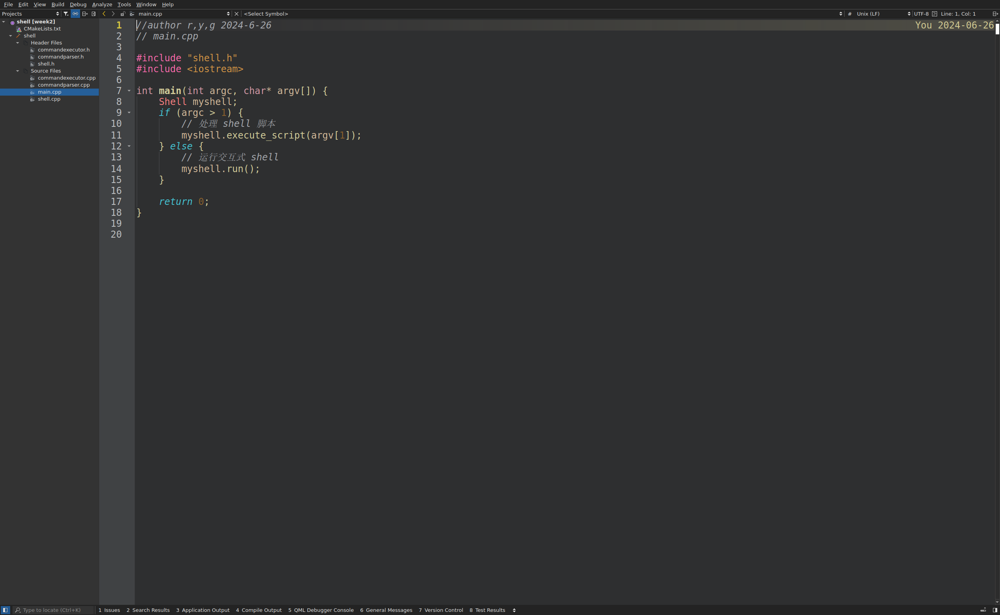 File Edit View Build Debug Analyze Tools Window Help
Projects main.cpp <Select Symbol> # Unix (LF) UTF-8 Line: 1, Col: 1
shell [week2]
CMakeLists.txt
shell
Header Files
commandexecutor.h
commandparser.h
shell.h
Source Files
commandexecutor.cpp
commandparser.cpp
main.cpp
shell.cpp
1 //author r,y,g 2024-6-26 You 2024-06-26
2 // main.cpp
3
4 #include "shell.h"
5 #include <iostream>
6
7 int main(int argc, char* argv[]) {
8     Shell myshell;
9     if (argc > 1) {
10         // 处理 shell 脚本
11         myshell.execute_script(argv[1]);
12     } else {
13         // 运行交互式 shell
14         myshell.run();
15     }
16
17     return 0;
18 }
19
20
Type to locate (Ctrl+K) 1 Issues 2 Search Results 3 Application Output 4 Compile Output 5 QML Debugger Console 6 General Messages 7 Version Control 8 Test Results